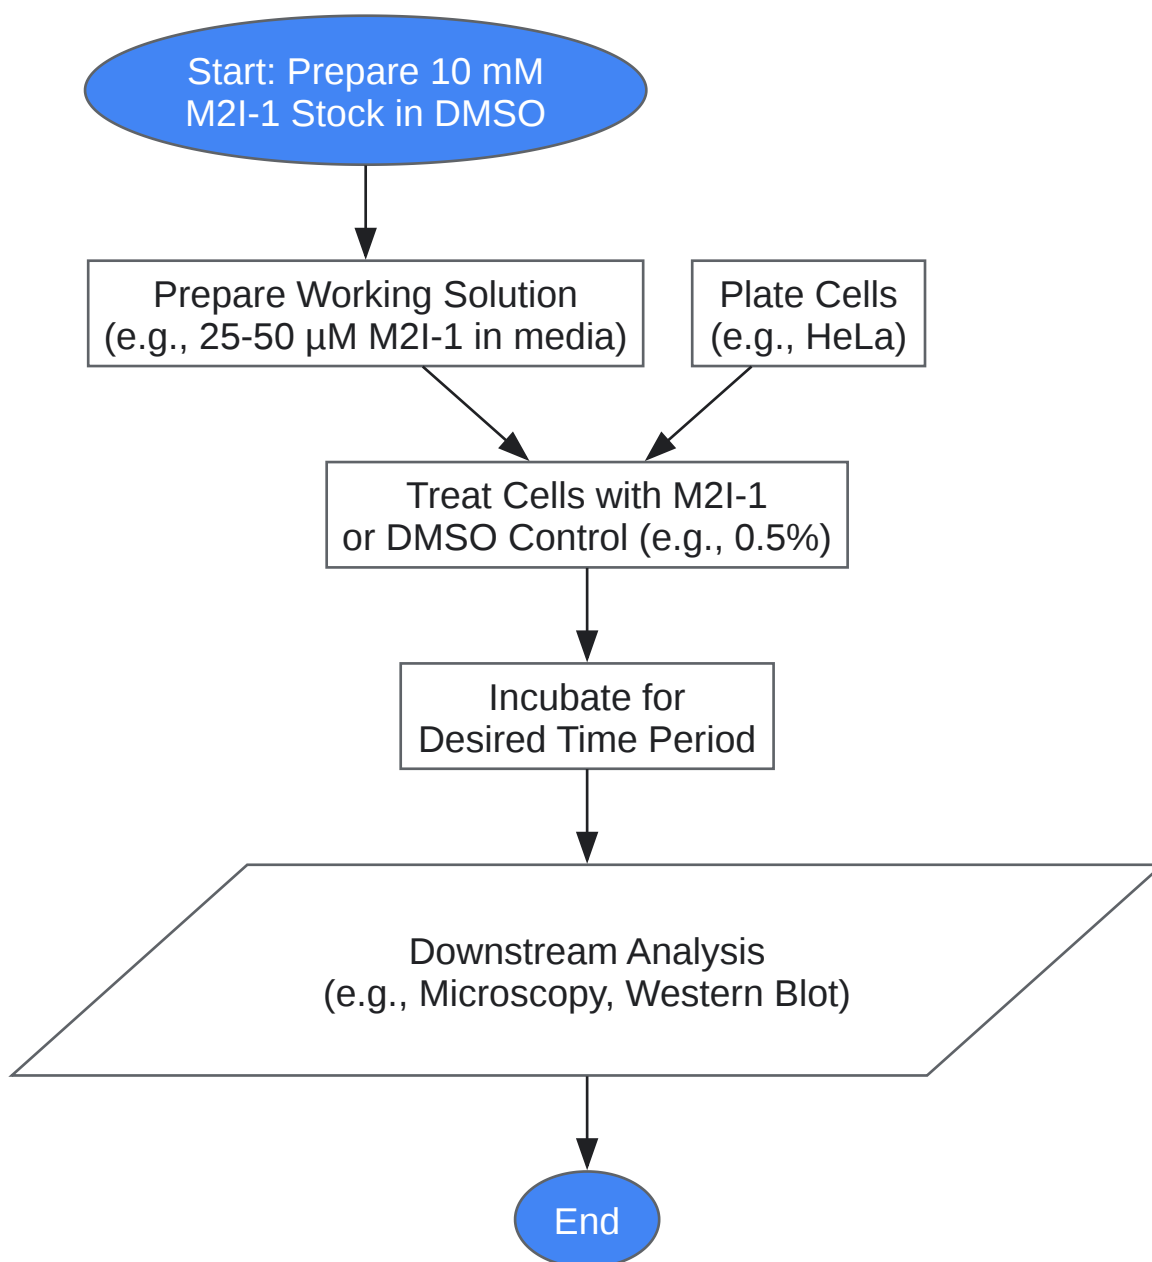 Start: Prepare 10 mM
M2I-1 Stock in DMSO
Prepare Working Solution
(e.g., 25-50 µM M2I-1 in media)
Plate Cells
(e.g., HeLa)
Treat Cells with M2I-1
or DMSO Control (e.g., 0.5%)
Incubate for
Desired Time Period
Downstream Analysis
(e.g., Microscopy, Western Blot)
End